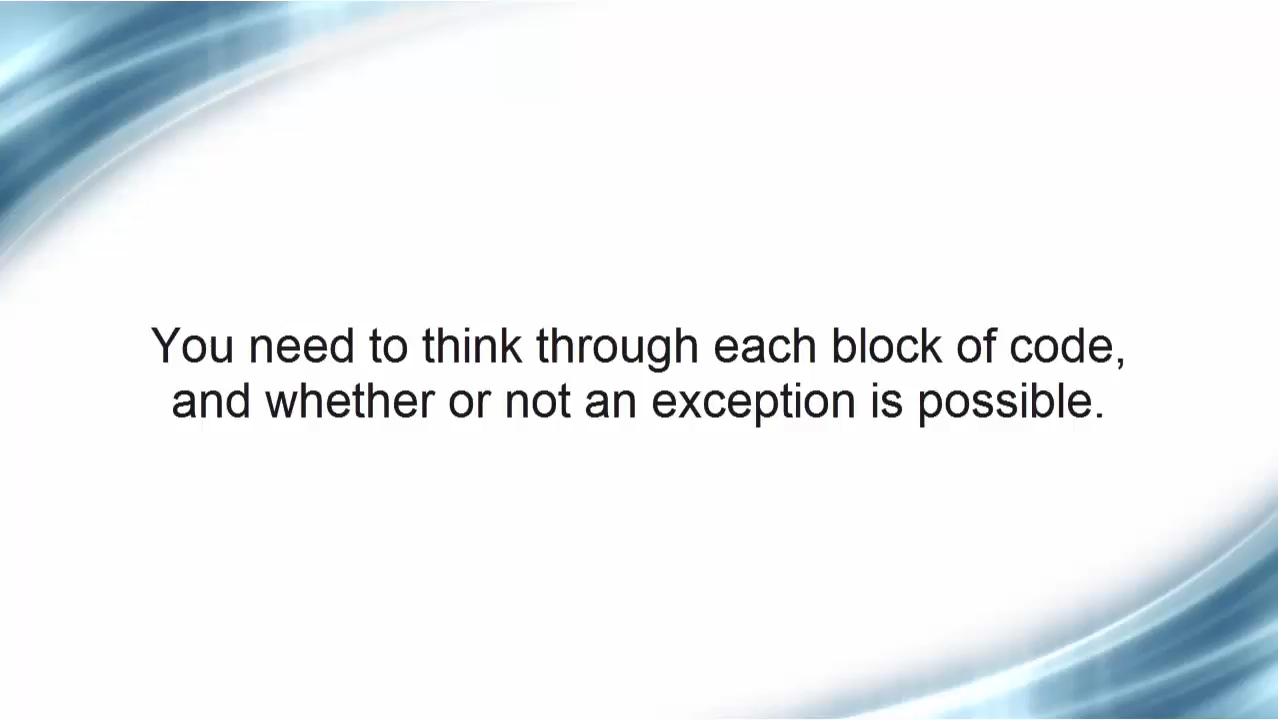 You need to think through each block of code,
and whether or not an exception is possible.